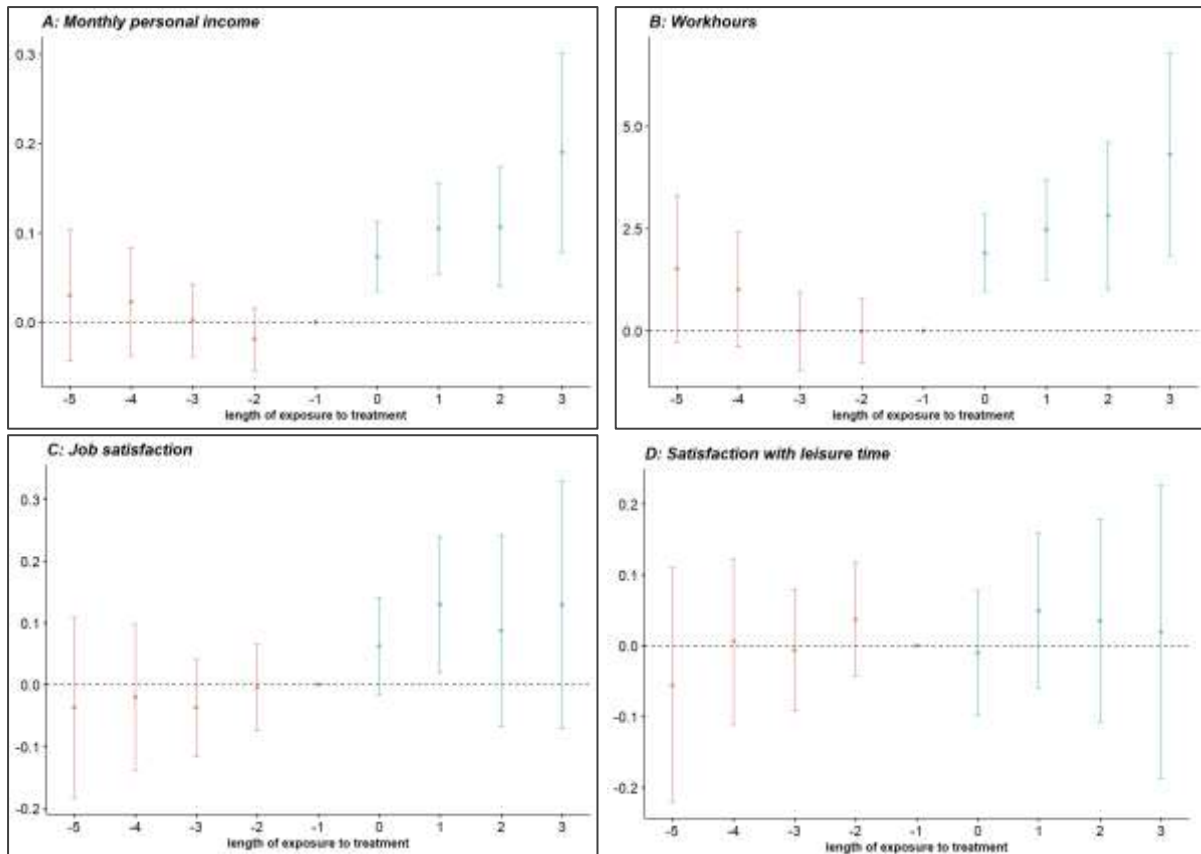 A: Monthly personal income
0.3
0.2
0.1
0.0
-5 -4 -3 -2 -1 0 1 2 3
length of exposure to treatment
B: Workhours
5.0
2.5
0.0
-5 -4 -3 -2 -1 0 1 2 3
length of exposure to treatment
C: Job satisfaction
0.3
0.2
0.1
0.0
-0.1
-0.2
-5 -4 -3 -2 -1 0 1 2 3
length of exposure to treatment
D: Satisfaction with leisure time
0.2
0.1
0.0
-0.1
-0.2
-5 -4 -3 -2 -1 0 1 2 3
length of exposure to treatment